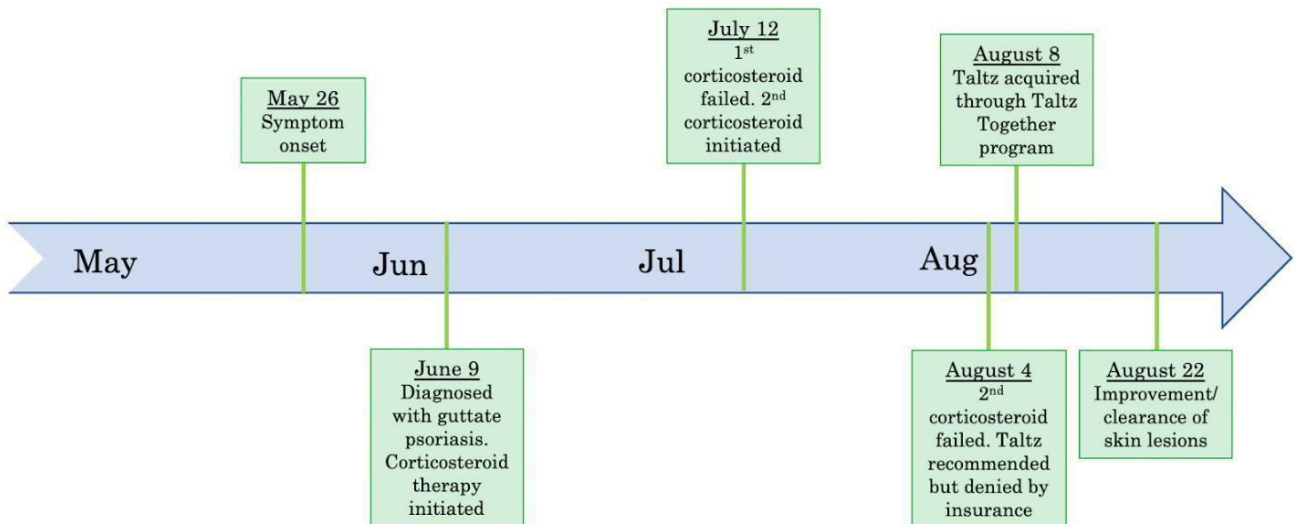 May 26
Symptom
onset
July 12
1st
corticosteroid
failed. 2nd
corticosteroid
initiated
August 8
Taltz acquired
through Taltz
Together
program
May
Jun
Jul
Aug
June 9
Diagnosed
with guttate
psoriasis.
Corticosteroid
therapy
initiated
August 4
2nd
corticosteroid
failed. Taltz
recommended
but denied by
insurance
August 22
Improvement/
clearance of
skin lesions